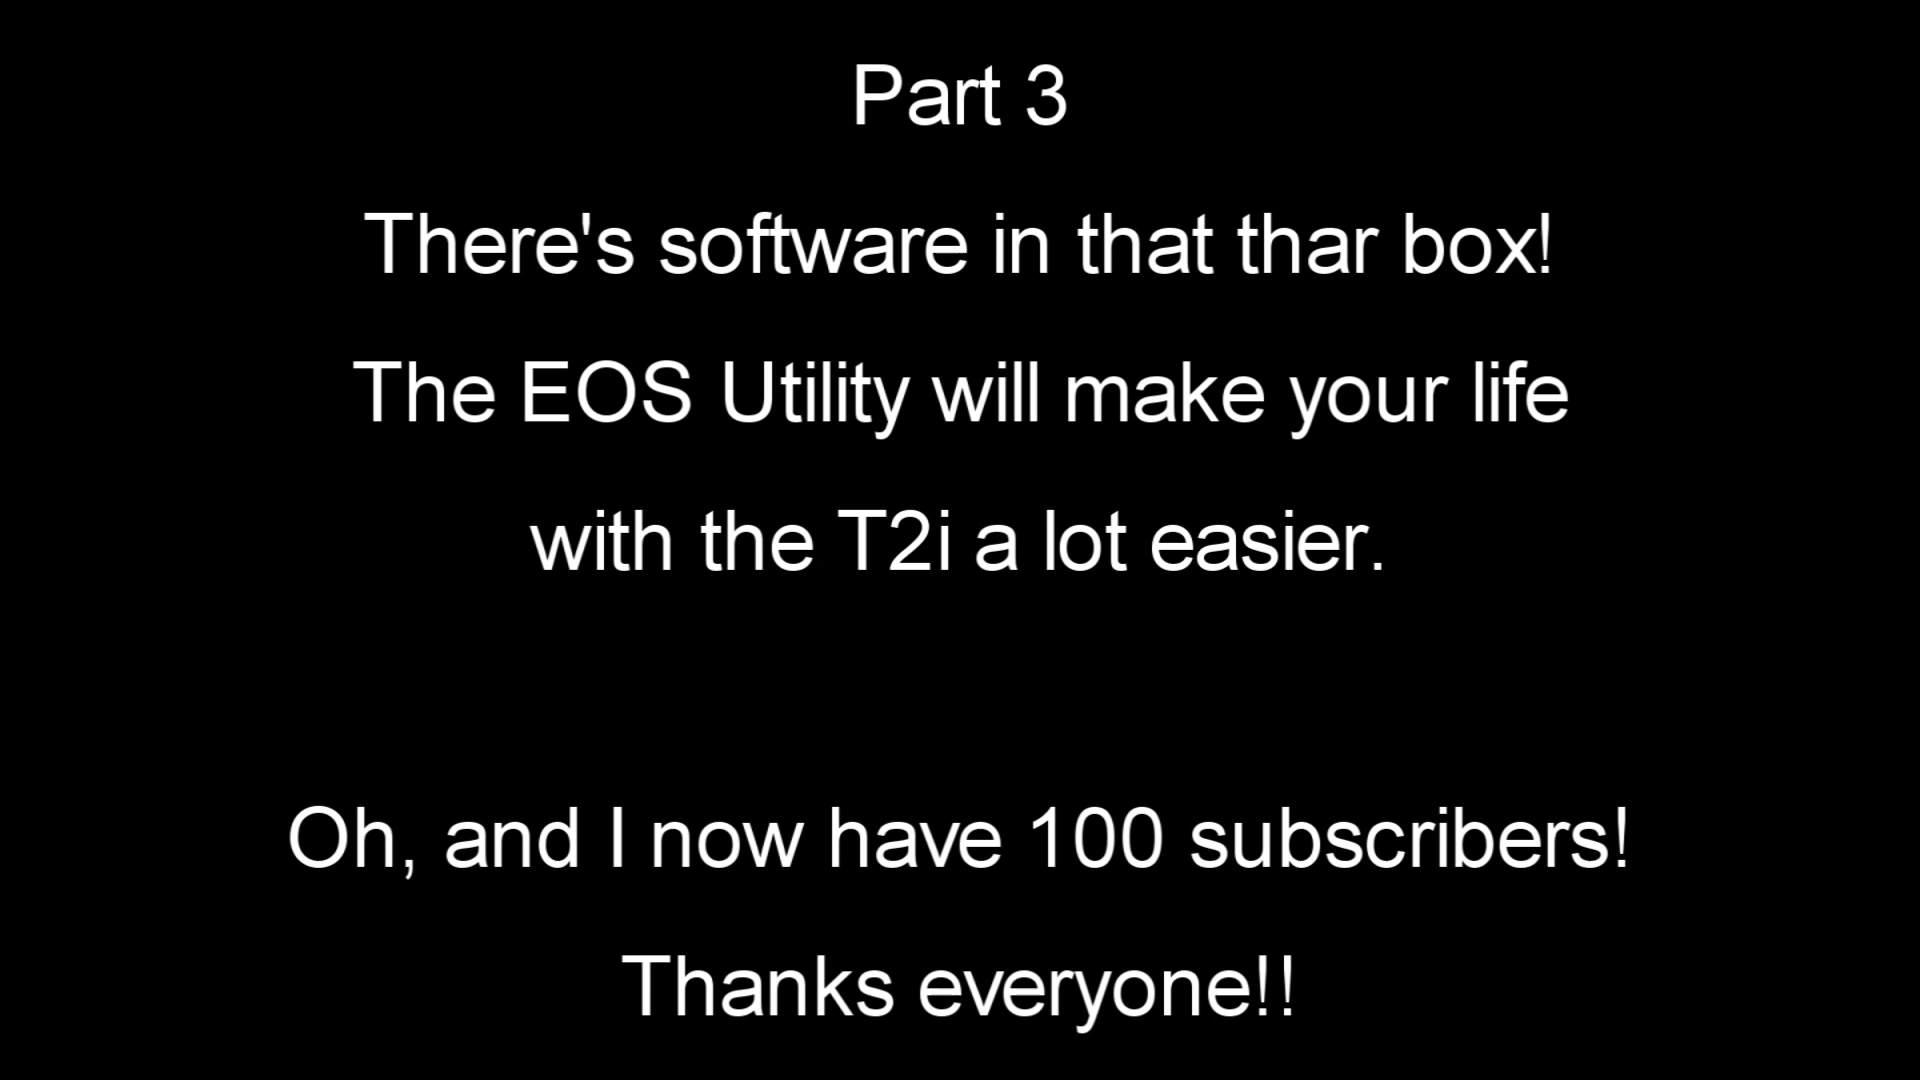 Part 3
There's software in that thar box!
The EOS Utility will make your life
with the T2i a lot easier.
Oh, and I now have 100 subscribers!
Thanks everyone!!